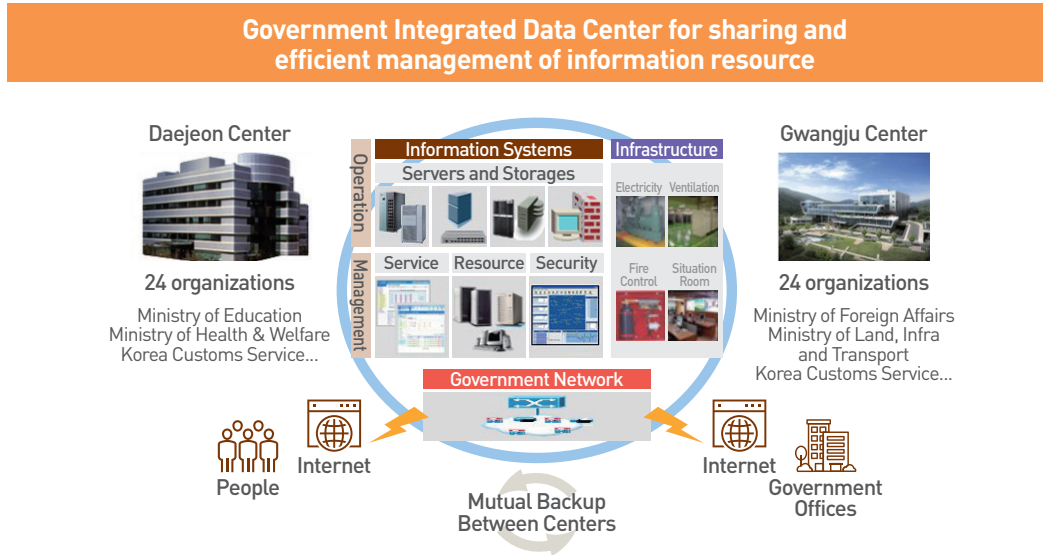 Government Integrated Data Center for sharing and
efficient management of information resource
Daejeon Center
24 organizations
Ministry of Education
Ministry of Health & Welfare
Korea Customs Service...
Operation
Information Systems
Servers and Storages
Management
Service
Resource
Security
Infrastructure
Electricity
Ventilation
Fire
Control
Situation
Room
Gwangju Center
24 organizations
Ministry of Foreign Affairs
Ministry of Land, Infra
and Transport
Korea Customs Service...
Government Network
People
Internet
Internet
Government
Offices
Mutual Backup
Between Centers